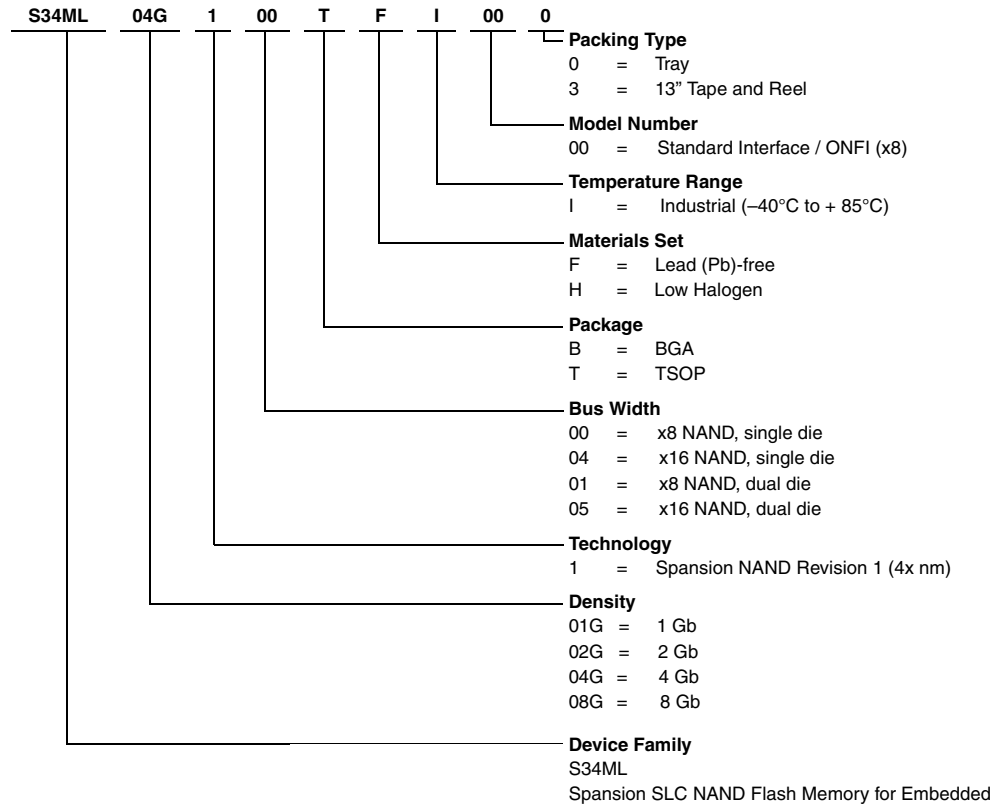 S34ML 04G 1 00 T F I 00 0
Packing Type
0 = Tray
3 = 13” Tape and Reel
Model Number
00 = Standard Interface / ONFI (x8)
Temperature Range
I = Industrial (–40°C to + 85°C)
Materials Set
F = Lead (Pb)-free
H = Low Halogen
Package
B = BGA
T = TSOP
Bus Width
00 = x8 NAND, single die
04 = x16 NAND, single die
01 = x8 NAND, dual die
05 = x16 NAND, dual die
Technology
1 = Spansion NAND Revision 1 (4x nm)
Density
01G = 1 Gb
02G = 2 Gb
04G = 4 Gb
08G = 8 Gb
Device Family
S34ML
Spansion SLC NAND Flash Memory for Embedded